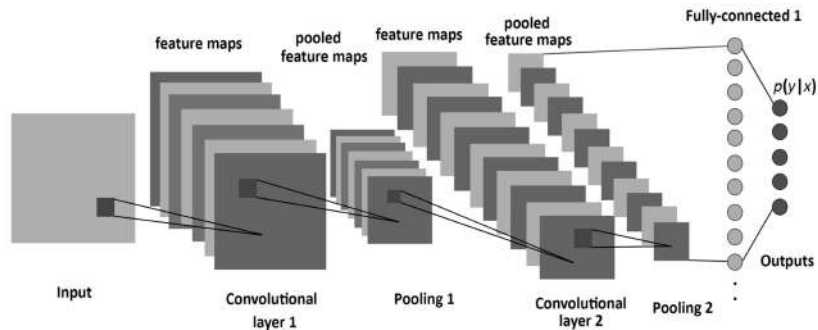 Fully-connected 1
feature maps
pooled
feature maps
feature maps
pooled
feature maps
p(y|x)
Input
Convolutional
layer 1
Pooling 1
Convolutional
layer 2
Pooling 2
Outputs